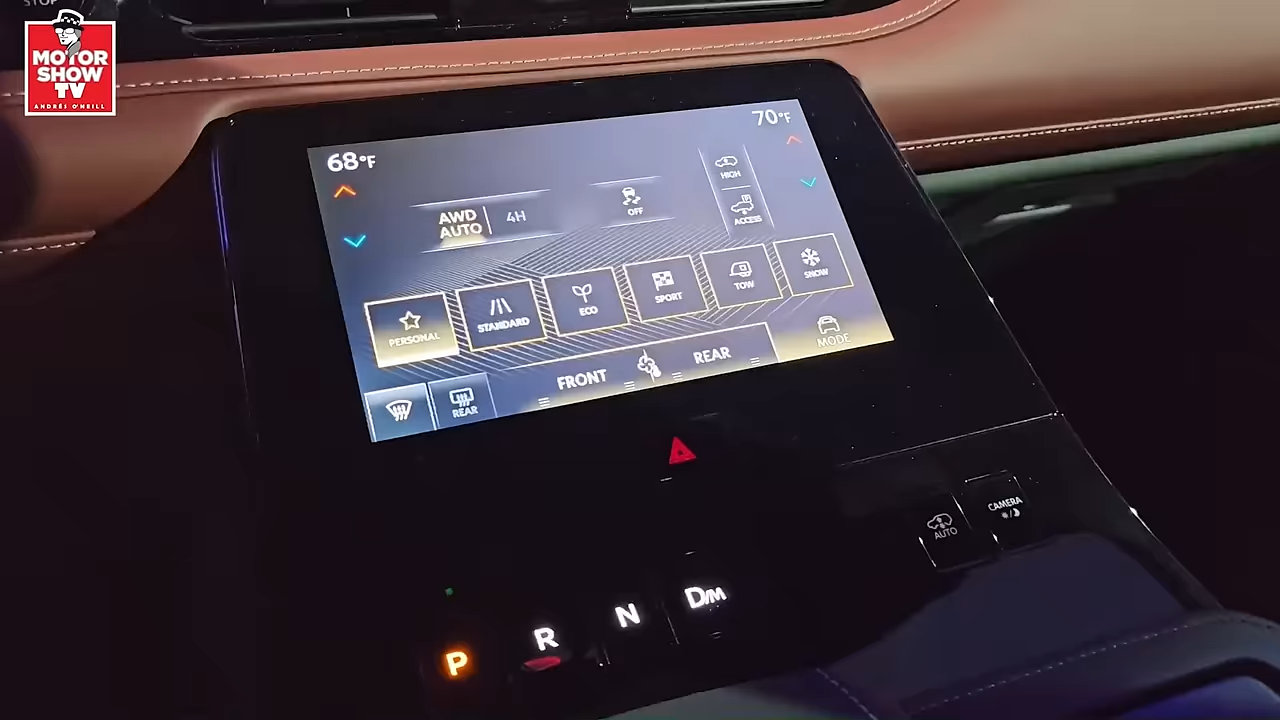 STOP
MOTOR
SHOW
TV
ANDRÉS O'NEILL
68°F
70°F
AWD
AUTO
4H
OFF
HIGH
ACCESS
PERSONAL
STANDARD
ECO
SPORT
TOW
SNOW
REAR
FRONT
REAR
MODE
AUTO
CAMERA
P
R
N
D/M